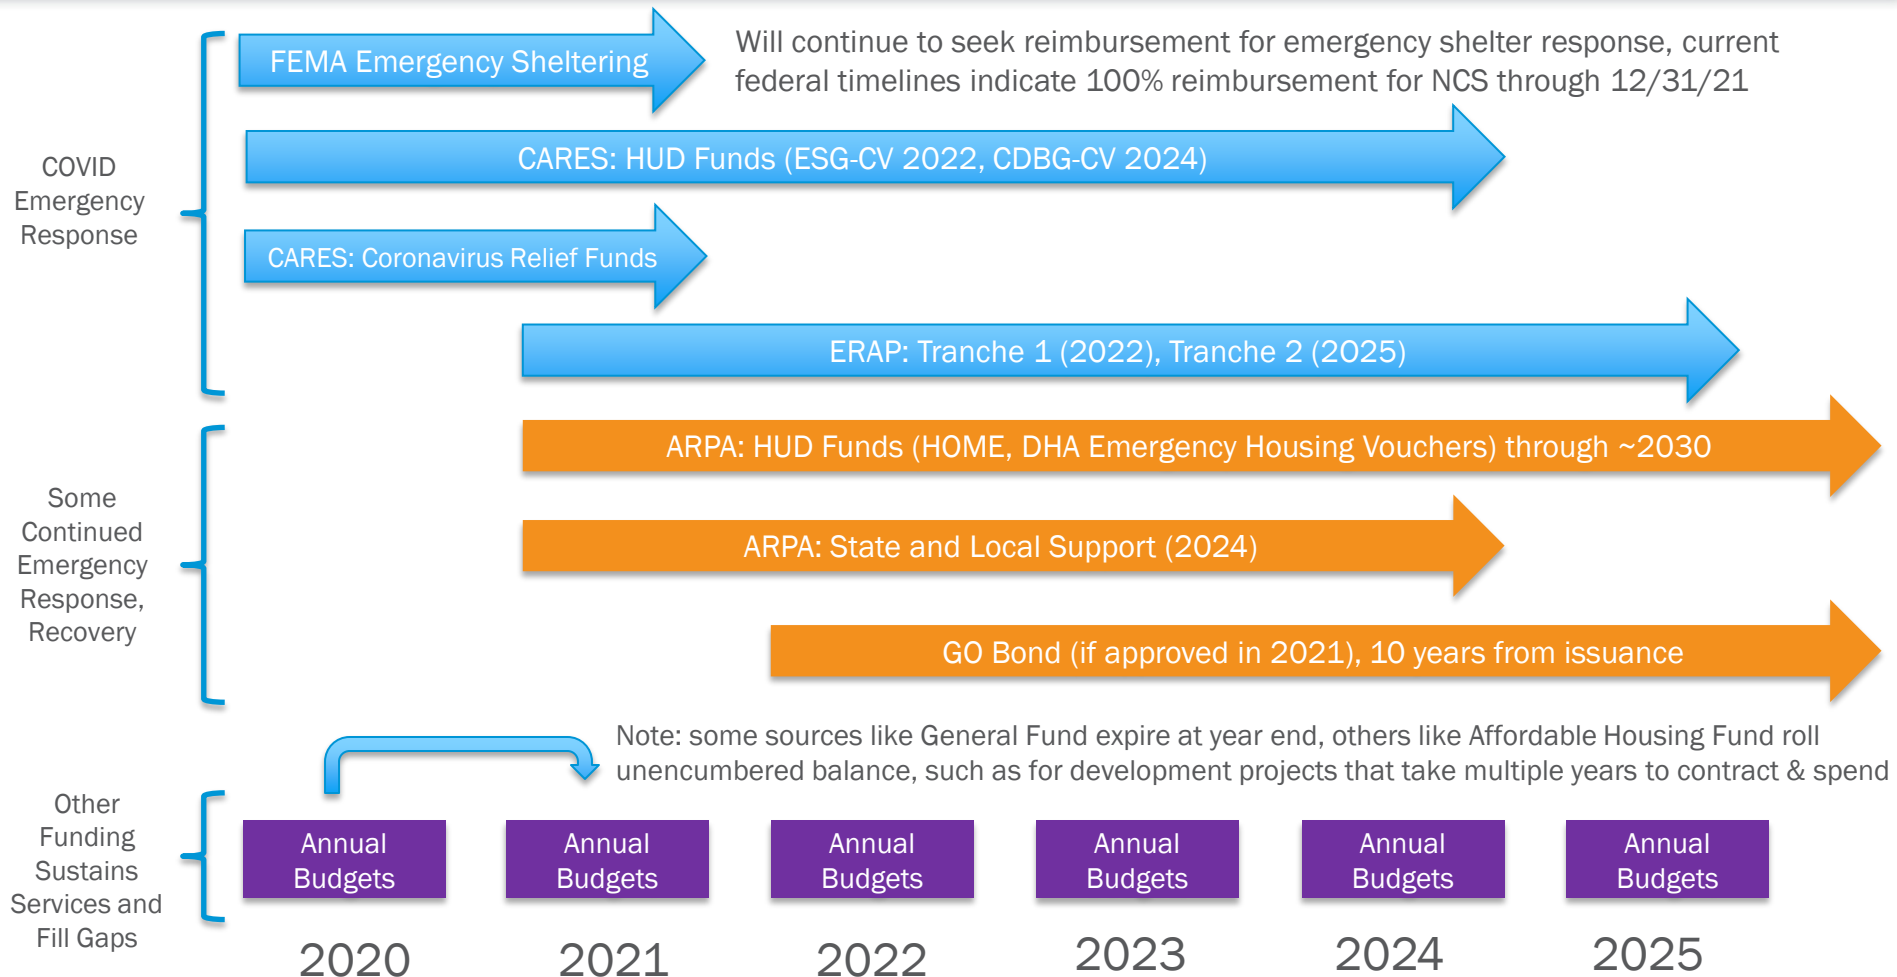 FEMA Emergency Sheltering
Will continue to seek reimbursement for emergency shelter response, current
federal timelines indicate 100% reimbursement for NCS through 12/31/21
COVID
Emergency
Response
CARES: HUD Funds (ESG-CV 2022, CDBG-CV 2024)
CARES: Coronavirus Relief Funds
ERAP: Tranche 1 (2022), Tranche 2 (2025)
Some
Continued
Emergency
Response,
Recovery
ARPA: HUD Funds (HOME, DHA Emergency Housing Vouchers) through ~2030
ARPA: State and Local Support (2024)
GO Bond (if approved in 2021), 10 years from issuance
Note: some sources like General Fund expire at year end, others like Affordable Housing Fund roll
unencumbered balance, such as for development projects that take multiple years to contract & spend
Other
Funding
Sustains
Services and
Fill Gaps
Annual
Budgets
Annual
Budgets
Annual
Budgets
Annual
Budgets
Annual
Budgets
Annual
Budgets
2020
2021
2022
2023
2024
2025